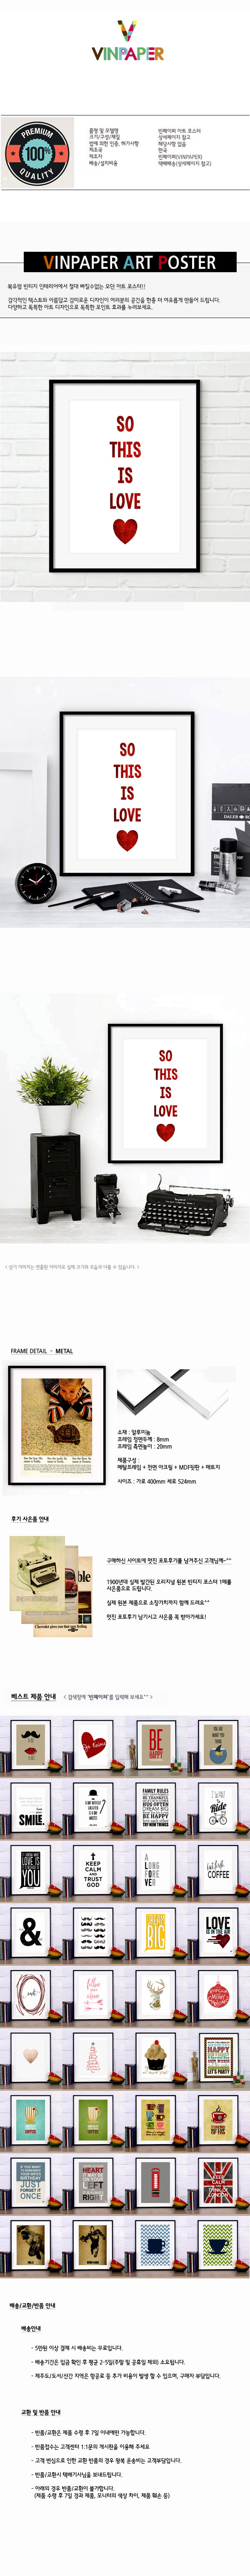 VINPAPER
PREMIUM
100%
QUALITY
품명 및 모델명 빈페이퍼 아트 포스터
크기/구성/재질 상세페이지 참고
법에 의한 인증, 허가사항 해당사항 없음
제조국 한국
제조자 빈페이퍼(VINPAPER)
배송/설치비용 택배배송(상세페이지 참고)
VINPAPER ART POSTER
북유럽 빈티지 인테리어에서 절대 빠질수없는 모던 아트 포스터!!
감각적인 텍스트와 아름답고 감미로운 디자인이 여러분의 공간을 한층 더 여유롭게 만들어 드립니다.
다양하고 독특한 아트 디자인으로 톡톡한 포인트 효과를 누려보세요.
SO
THIS
IS
LOVE
SO
THIS
IS
LOVE
SO
THIS
IS
LOVE
< 상기 이미지는 연출된 이미지로 실제 크기와 모습과 다를 수 있습니다. >
FRAME DETAIL - METAL
소재 : 알루미늄
프레임 정면두께 : 8mm
프레임 측면높이 : 20mm
제품구성 :
메탈프레임 + 전면 아크릴 + MDF뒷판 + 매트지
사이즈 : 가로 400mm 세로 524mm
후기 사은품 안내
구매하신 사이트에 멋진 포토후기를 남겨주신 고객님께~^^
1900년대 실제 발간된 오리지널 원본 빈티지 포스터 1매를
사은품으로 드립니다.
실제 원본 제품으로 소장가치까지 함께 드려요^^
멋진 포토후기 남기시고 사은품 꼭 받아가세요!
베스트 제품 안내 < 검색창에 "빈페이퍼"를 입력해 보세요^^ >
BE
HAPPY
SMILE.
FAMILY RULES
Ride
YOU
KEEP
CALM
AND
TRUST
GOD
A
LONG
FOR
EVER
COFFEE
&
BIG
LOVE
IS IN THE AIR
HAPPY
LET'S PARTY
JUST
FORGET IT
ONCE
HEART
LEFT
RIGHT
배송/교환/반품 안내
배송안내
- 5만원 이상 결제 시 배송비는 무료입니다.
- 배송기간은 입금 확인 후 평균 2-5일(주말 및 공휴일 제외) 소요됩니다.
- 제주도/도서/산간 지역은 항공료 등 추가 비용이 발생 할 수 있으며, 구매자 부담입니다.
교환 및 반품 안내
- 반품/교환은 제품 수령 후 7일 이내에만 가능합니다.
- 반품접수는 고객센터 1:1문의 게시판을 이용해 주세요
- 고객 변심으로 인한 교환 반품의 경우 왕복 운송비는 고객부담입니다.
- 반품/교환시 택배기사님을 보내드립니다.
- 아래의 경우 반품/교환이 불가합니다.
(제품 수령 후 7일 경과 제품, 모니터의 색상 차이, 제품 훼손 등)